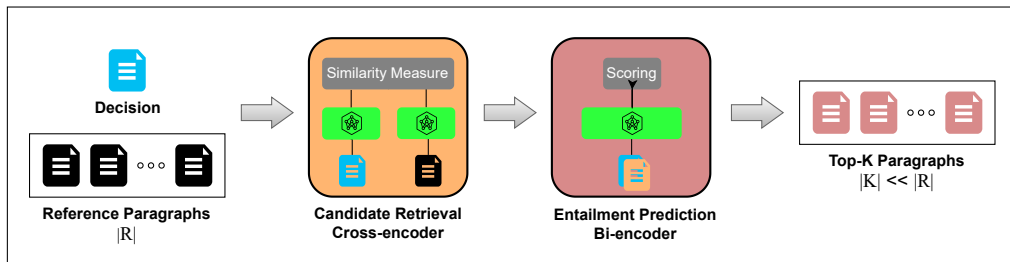 Decision
Reference Paragraphs
|R|
Similarity Measure
Candidate Retrieval
Cross-encoder
Scoring
Entailment Prediction
Bi-encoder
Top-K Paragraphs
|K| << |R|